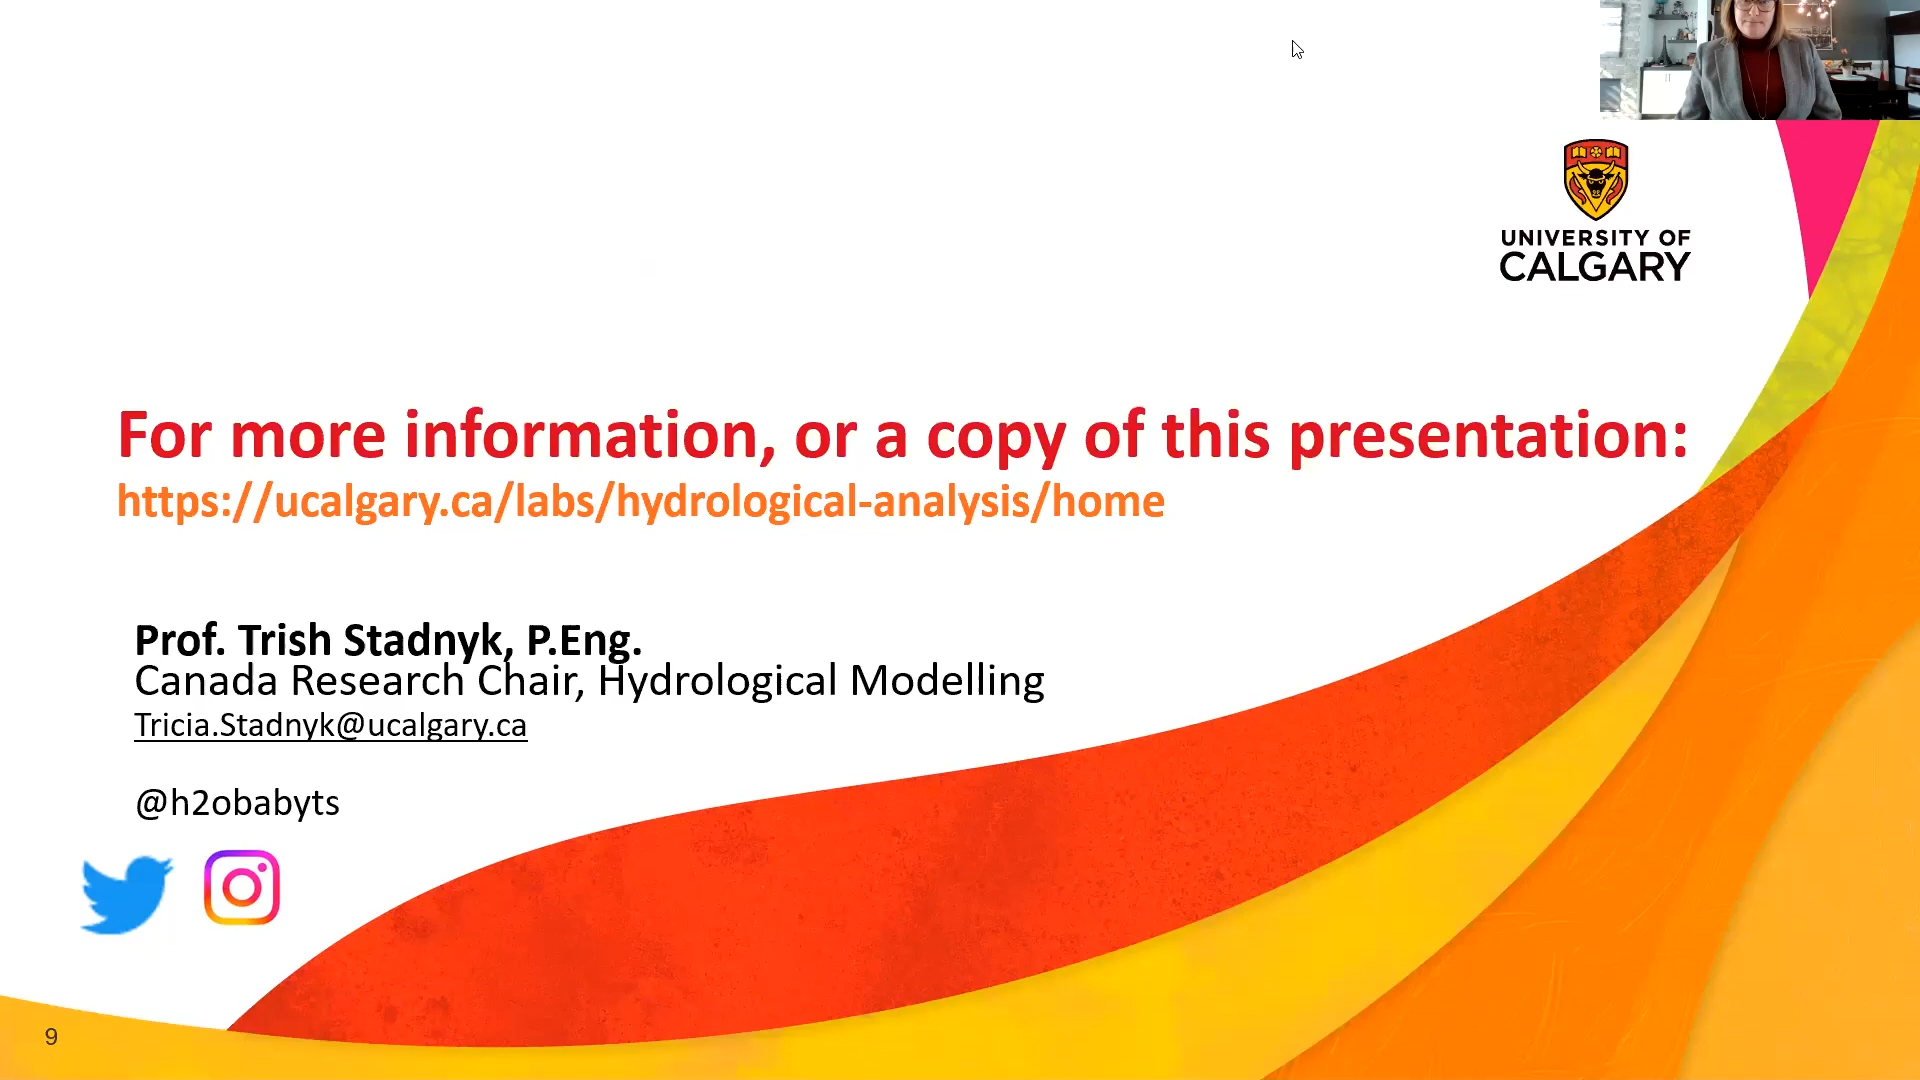 UNIVERSITY OF
CALGARY
For more information, or a copy of this presentation:
https://ucalgary.ca/labs/hydrological-analysis/home
Prof. Trish Stadnyk, P.Eng.
Canada Research Chair, Hydrological Modelling
Tricia.Stadnyk@ucalgary.ca
@h2obabyts
9